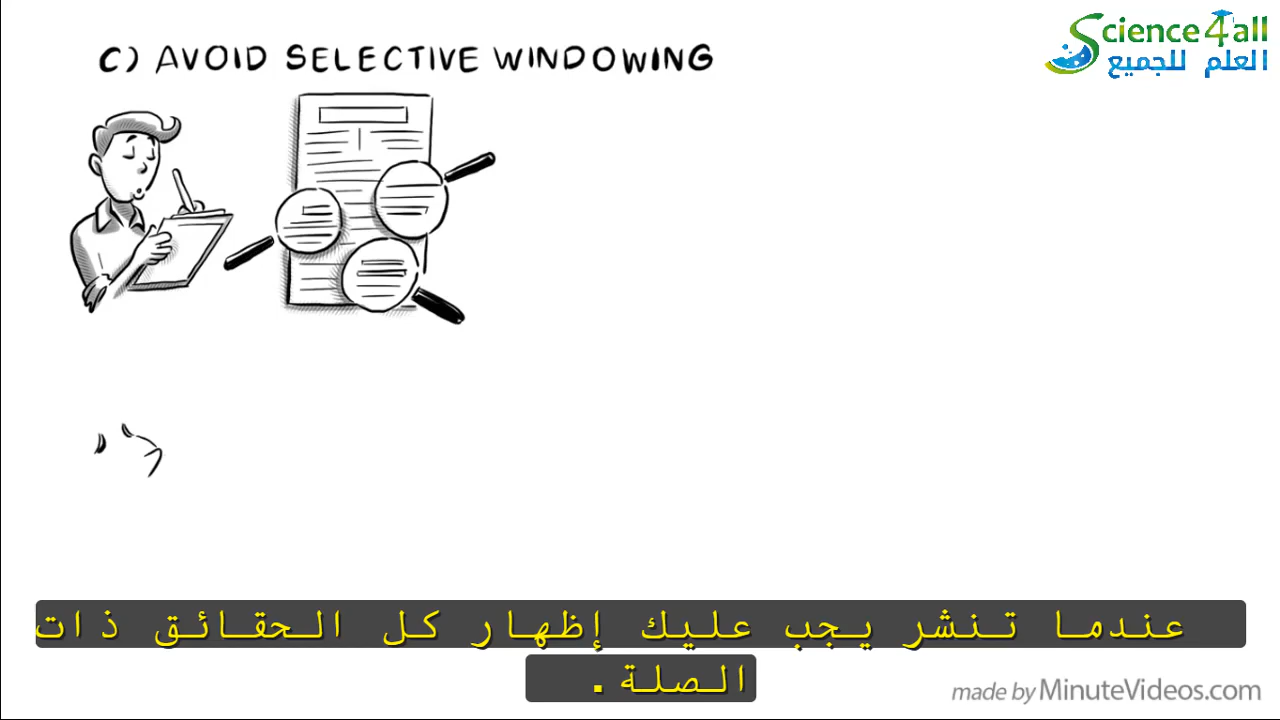 Science4all
العلم للجميع
C) AVOID SELECTIVE WINDOWING
عندما تنشر يجب عليك إظهار كل الحقائق ذات
الصلة.
made by MinuteVideos.com